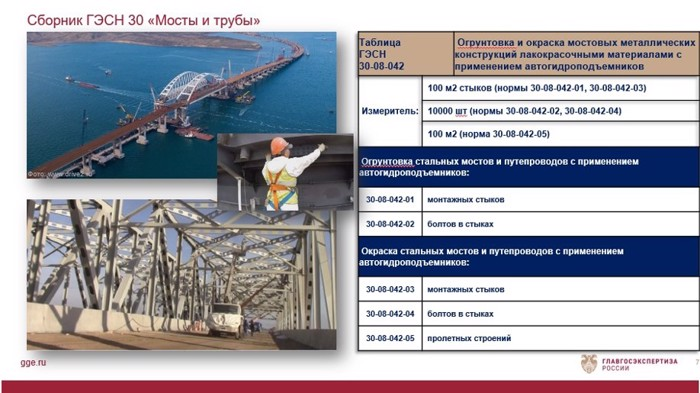 Сборник ГЭСН 30 «Мосты и трубы»
Фото: www.drive2.ru
Таблица
ГЭСН
30-08-042
Огрунтовка и окраска мостовых металлических
конструкций лакокрасочными материалами с
применением автогидроподъемников
Измеритель:
100 м2 стыков (нормы 30-08-042-01, 30-08-042-03)
10000 шт (нормы 30-08-042-02, 30-08-042-04)
100 м2 (норма 30-08-042-05)
Огрунтовка стальных мостов и путепроводов с применением
автогидроподъемников:
30-08-042-01 монтажных стыков
30-08-042-02 болтов в стыках
Окраска стальных мостов и путепроводов с применением
автогидроподъемников:
30-08-042-03 монтажных стыков
30-08-042-04 болтов в стыках
30-08-042-05 пролетных строений
gge.ru
ГЛАВГОСЭКСПЕРТИЗА
РОССИИ
7